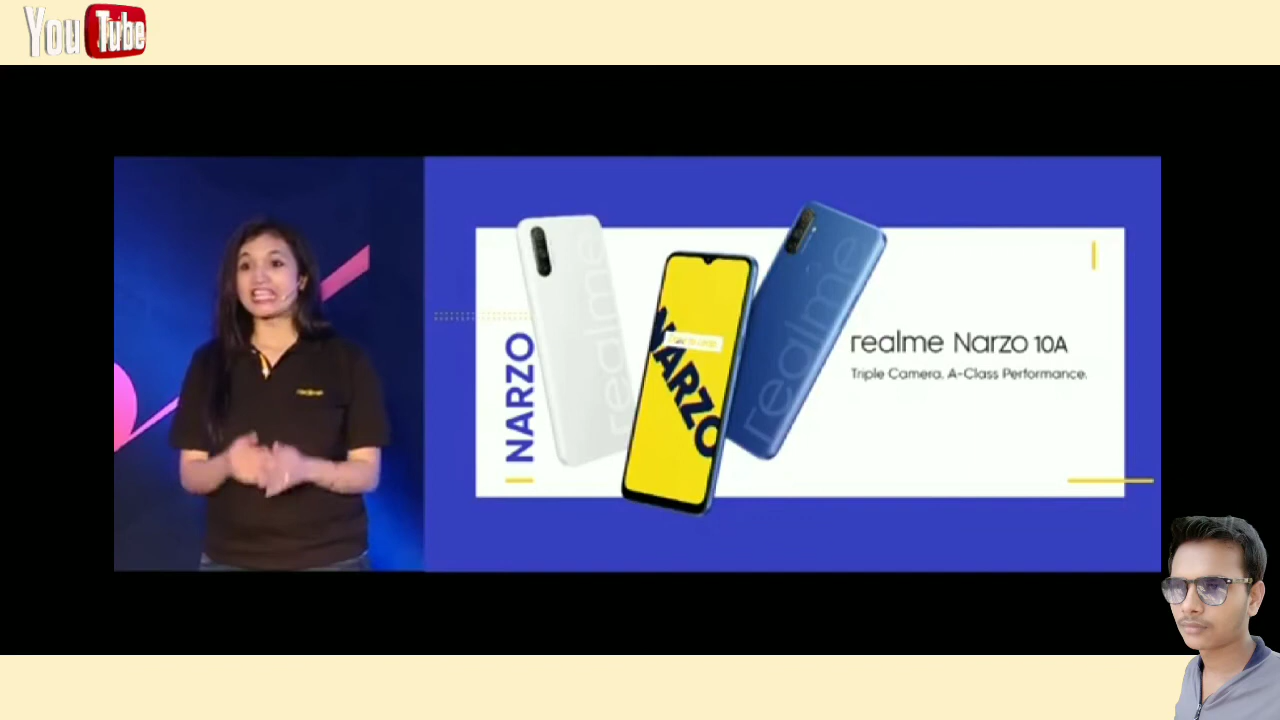 YouTube
realme
realme
NARZO
NARZO
realme Narzo 10A
Triple Camera. A-Class Performance.